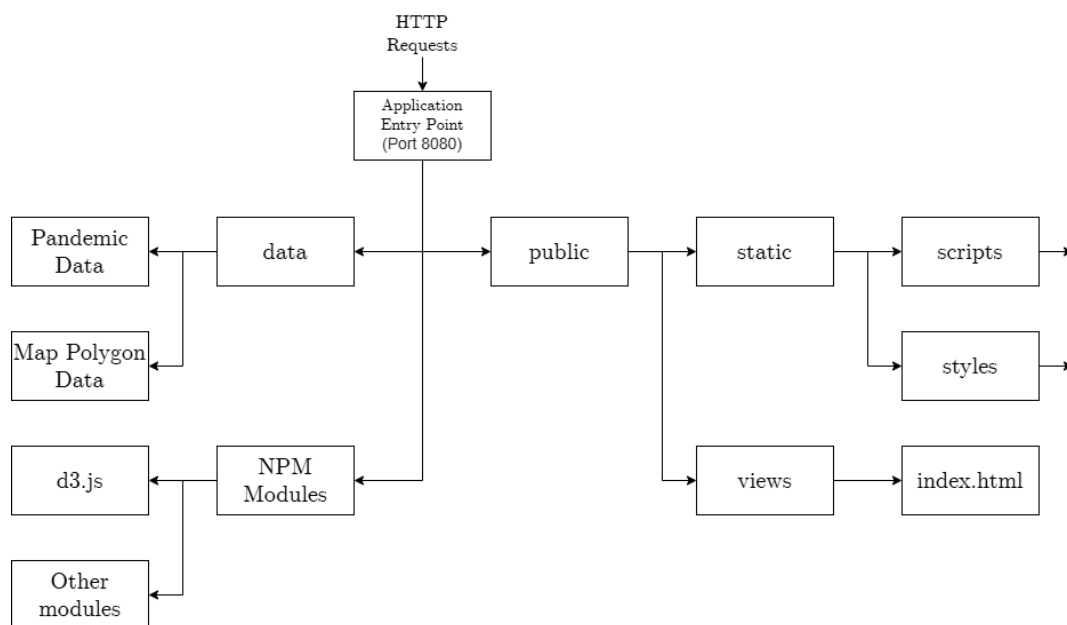 HTTP
Requests
Application
Entry Point
(Port 8080)
Pandemic
Data
data
public
static
scripts
Map Polygon
Data
styles
d3.js
NPM
Modules
views
index.html
Other
modules